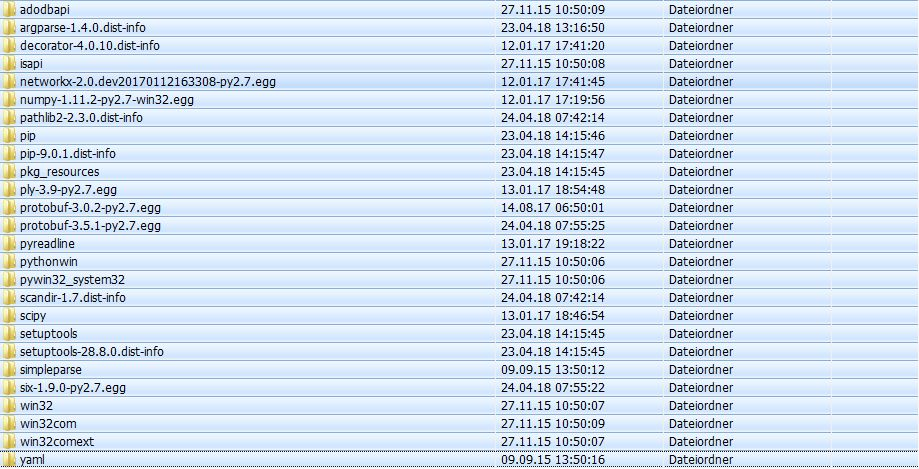 adodbapi 27.11.15 10:50:09 Dateiordner
argparse-1.4.0.dist-info 23.04.18 13:16:50 Dateiordner
decorator-4.0.10.dist-info 12.01.17 17:41:20 Dateiordner
isapi 27.11.15 10:50:08 Dateiordner
networkx-2.0.dev20170112163308-py2.7.egg 12.01.17 17:41:45 Dateiordner
numpy-1.11.2-py2.7-win32.egg 12.01.17 17:19:56 Dateiordner
pathlib2-2.3.0.dist-info 24.04.18 07:42:14 Dateiordner
pip 23.04.18 14:15:46 Dateiordner
pip-9.0.1.dist-info 23.04.18 14:15:47 Dateiordner
pkg_resources 23.04.18 14:15:45 Dateiordner
ply-3.9-py2.7.egg 13.01.17 18:54:48 Dateiordner
protobuf-3.0.2-py2.7.egg 14.08.17 06:50:01 Dateiordner
protobuf-3.5.1-py2.7.egg 24.04.18 07:55:25 Dateiordner
pyreadline 13.01.17 19:18:22 Dateiordner
pythonwin 27.11.15 10:50:06 Dateiordner
pywin32_system32 27.11.15 10:50:06 Dateiordner
scandir-1.7.dist-info 24.04.18 07:42:14 Dateiordner
scipy 13.01.17 18:46:54 Dateiordner
setuptools 23.04.18 14:15:45 Dateiordner
setuptools-28.8.0.dist-info 23.04.18 14:15:45 Dateiordner
simpleparse 09.09.15 13:50:12 Dateiordner
six-1.9.0-py2.7.egg 24.04.18 07:55:22 Dateiordner
win32 27.11.15 10:50:07 Dateiordner
win32com 27.11.15 10:50:09 Dateiordner
win32comext 27.11.15 10:50:07 Dateiordner
yaml 09.09.15 13:50:16 Dateiordner